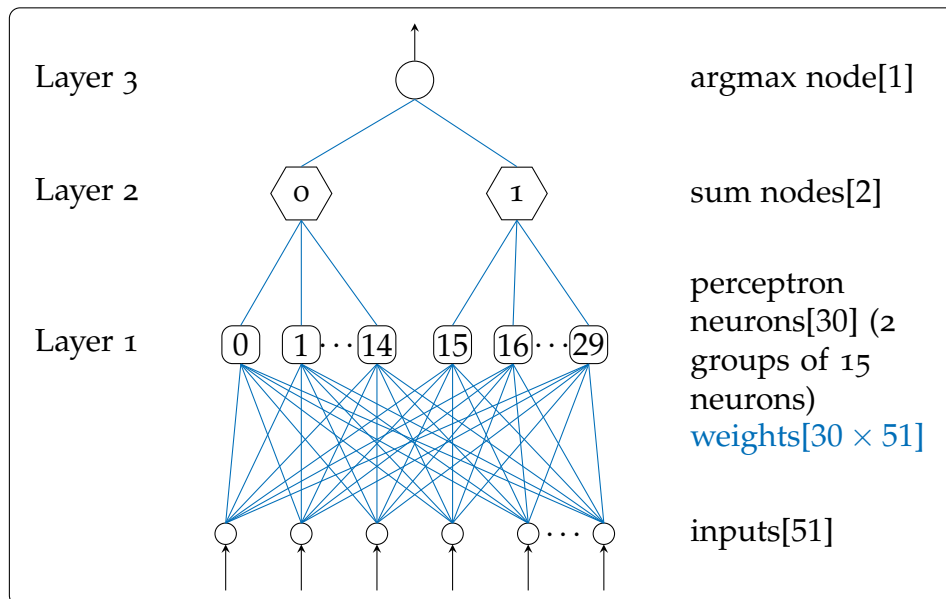 Layer 3
argmax node[1]
Layer 2
0
1
sum nodes[2]
Layer 1
0 1 ··· 14 15 16 ··· 29
perceptron
neurons[30] (2
groups of 15
neurons)
weights[30 × 51]
···
inputs[51]